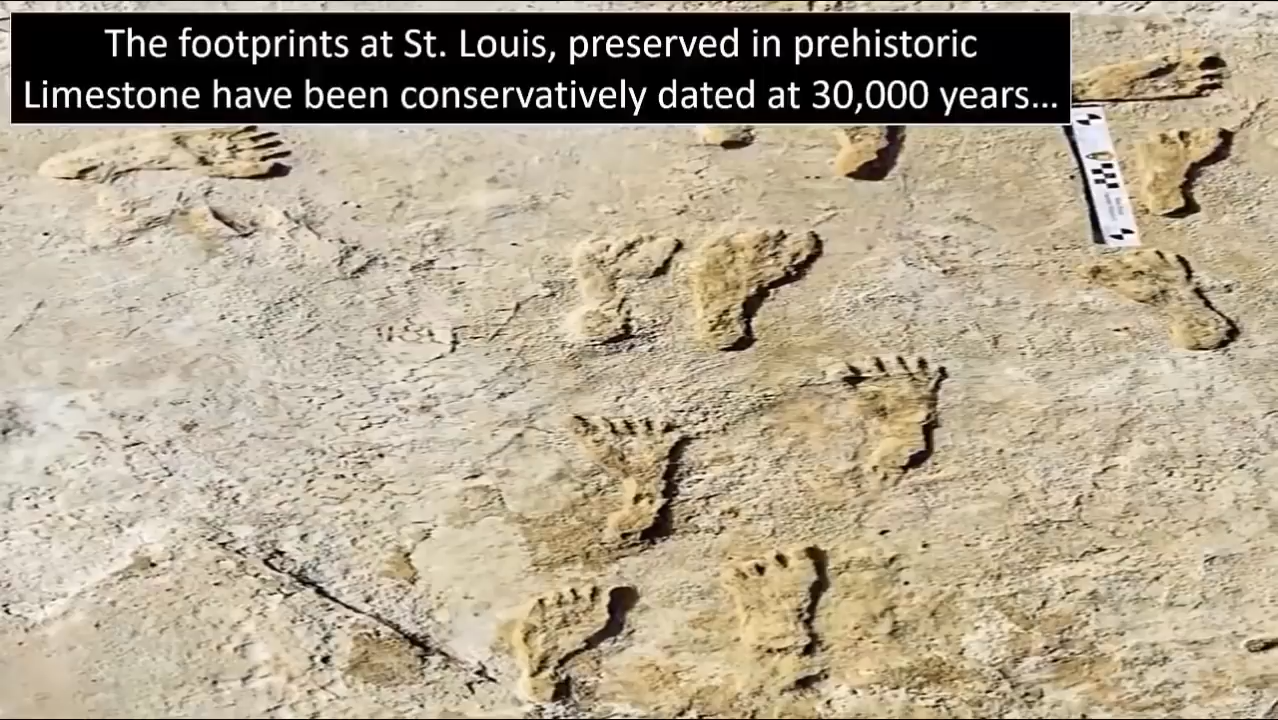 The footprints at St. Louis, preserved in prehistoric
Limestone have been conservatively dated at 30,000 years...